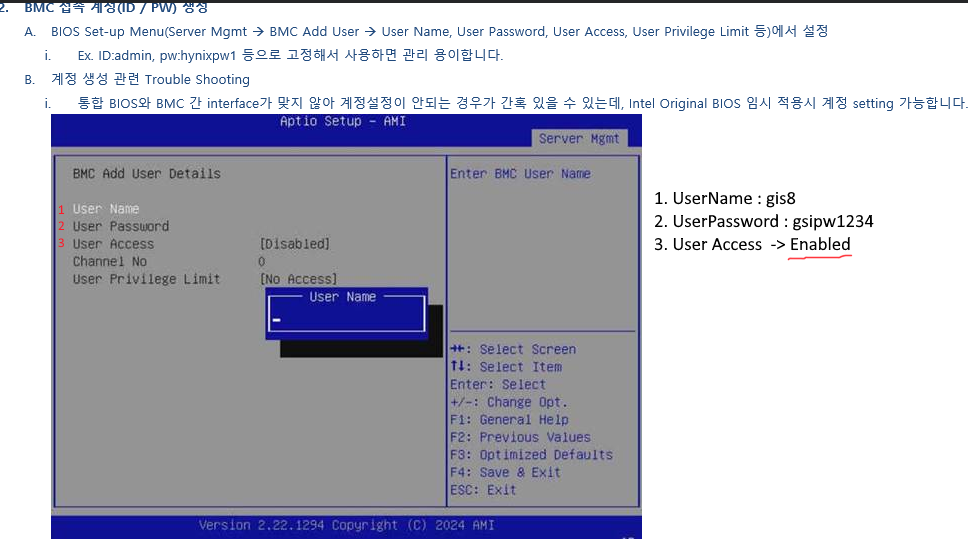 2. BMC 접속 계정(ID / PW) 생성
A. BIOS Set-up Menu(Server Mgmt → BMC Add User → User Name, User Password, User Access, User Privilege Limit 등)에서 설정
i. Ex. ID:admin, pw:hynixpw1 등으로 고정해서 사용하면 관리 용이합니다.
B. 계정 생성 관련 Trouble Shooting
i. 통합 BIOS와 BMC 간 interface가 맞지 않아 계정설정이 안되는 경우가 간혹 있을 수 있는데, Intel Original BIOS 임시 적용시 계정 setting 가능합니다.
Aptio Setup - AMI
Server Mgmt
BMC Add User Details
1 User Name
2 User Password
3 User Access [Disabled]
Channel No 0
User Privilege Limit [No Access]
User Name
Enter BMC User Name
→←: Select Screen
↑↓: Select Item
Enter: Select
+/-: Change Opt.
F1: General Help
F2: Previous Values
F3: Optimized Defaults
F4: Save & Exit
ESC: Exit
Version 2.22.1294 Copyright (C) 2024 AMI
1. UserName : gis8
2. UserPassword : gsipw1234
3. User Access -> Enabled